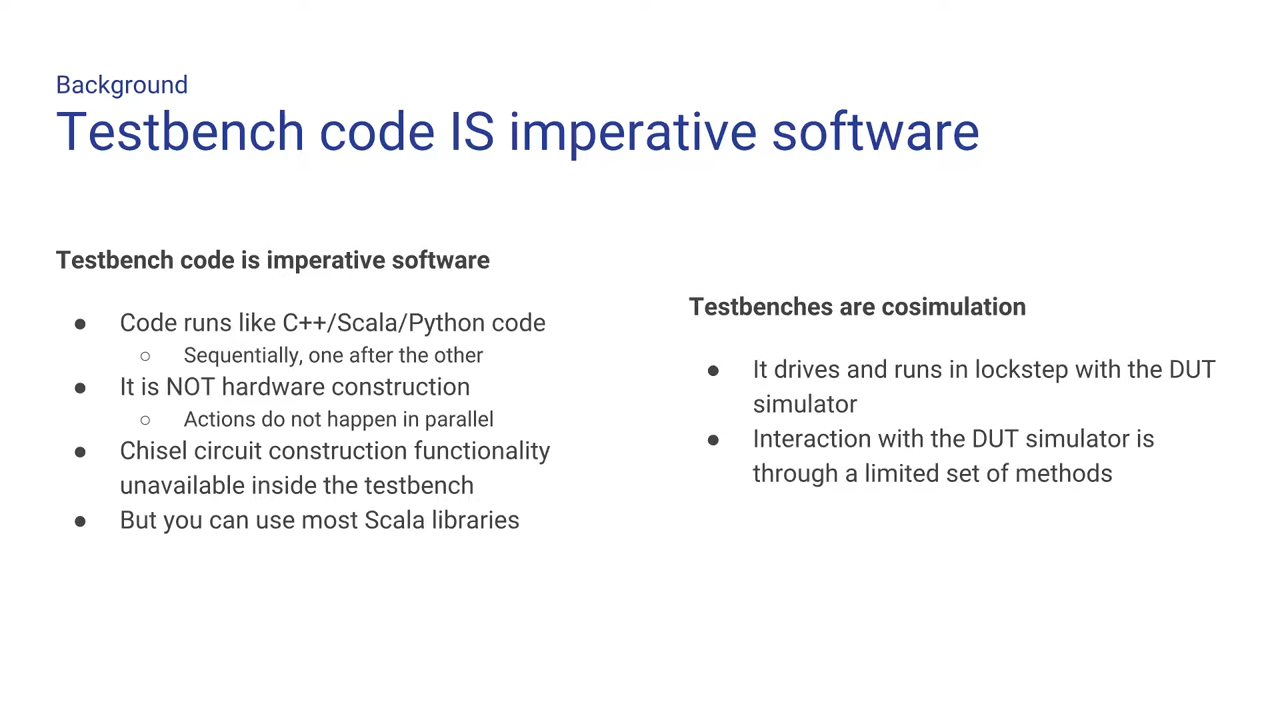 Background
Testbench code IS imperative software
Testbench code is imperative software
● Code runs like C++/Scala/Python code
○ Sequentially, one after the other
● It is NOT hardware construction
○ Actions do not happen in parallel
● Chisel circuit construction functionality
unavailable inside the testbench
● But you can use most Scala libraries
Testbenches are cosimulation
● It drives and runs in lockstep with the DUT
simulator
● Interaction with the DUT simulator is
through a limited set of methods